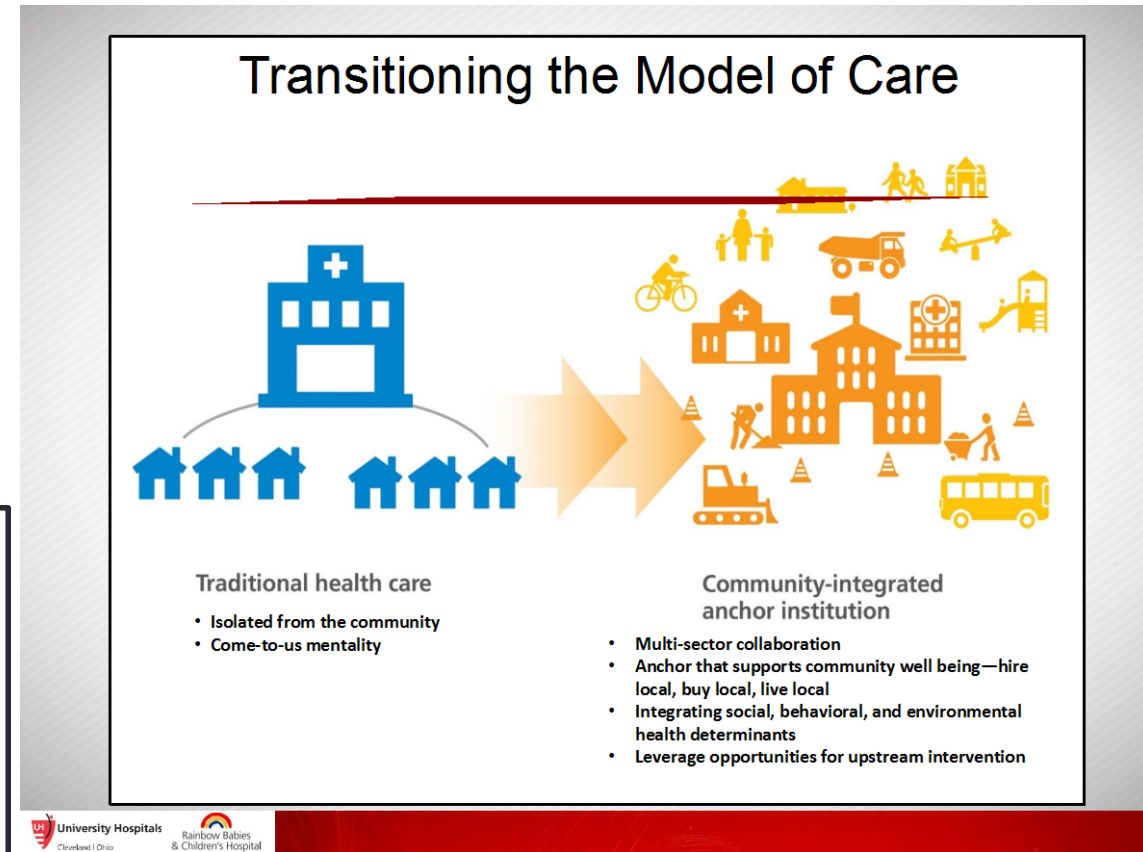 Transitioning the Model of Care
Traditional health care
• Isolated from the community
• Come-to-us mentality
Community-integrated
anchor institution
• Multi-sector collaboration
• Anchor that supports community well being—hire
local, buy local, live local
• Integrating social, behavioral, and environmental
health determinants
• Leverage opportunities for upstream intervention
UH
University Hospitals
Cleveland | Ohio
Rainbow Babies
& Children's Hospital